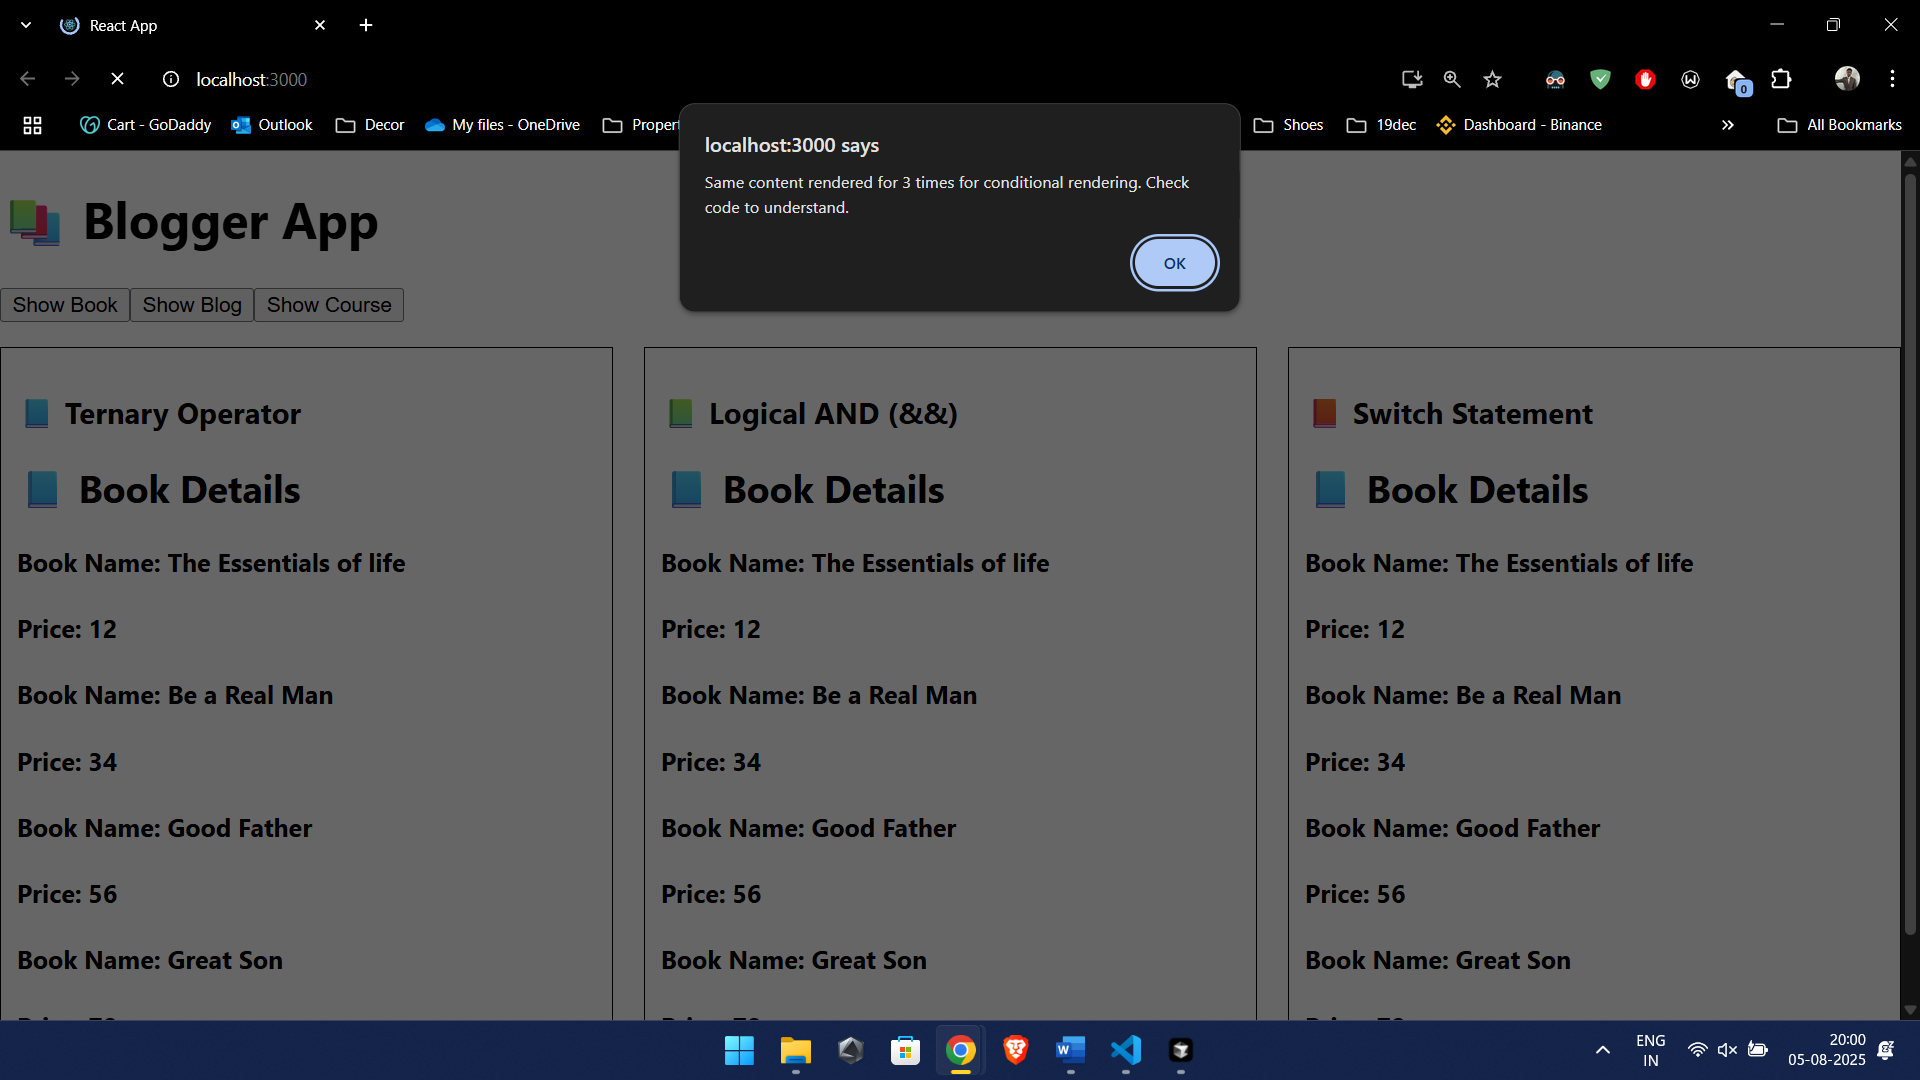 React App
localhost:3000
0
Cart - GoDaddy
Outlook
Decor
My files - OneDrive
Shoes
19dec
Dashboard - Binance
All Bookmarks
localhost:3000 says
Same content rendered for 3 times for conditional rendering. Check
code to understand.
OK
Blogger App
Show Book
Show Blog
Show Course
Ternary Operator
Book Details
Book Name: The Essentials of life
Price: 12
Book Name: Be a Real Man
Price: 34
Book Name: Good Father
Price: 56
Book Name: Great Son
Logical AND (&&)
Book Details
Book Name: The Essentials of life
Price: 12
Book Name: Be a Real Man
Price: 34
Book Name: Good Father
Price: 56
Book Name: Great Son
Switch Statement
Book Details
Book Name: The Essentials of life
Price: 12
Book Name: Be a Real Man
Price: 34
Book Name: Good Father
Price: 56
Book Name: Great Son
ENG
IN
20:00
05-08-2025